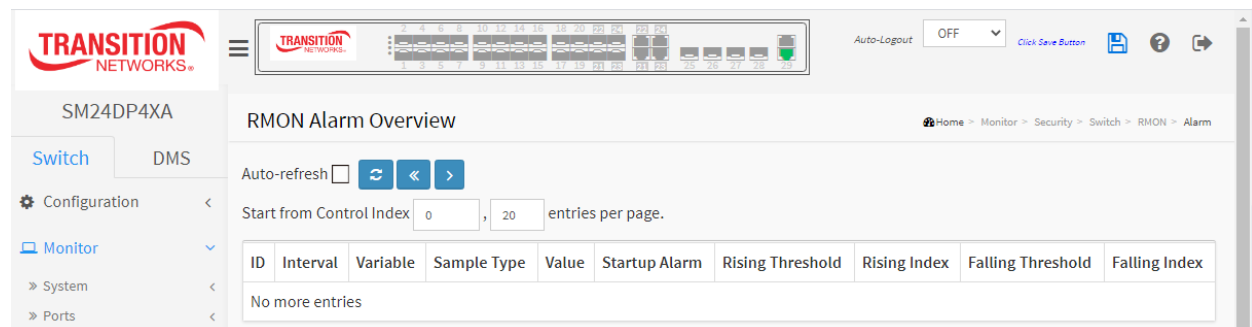 TRANSITION
NETWORKS®
TRANSITION
NETWORKS.
2 4 6 8 10 12 14 16 18 20
1 3 5 7 9 11 13 15 17 19 25 26 27 28 29
Auto-Logout OFF Click Save Button
SM24DP4XA
Switch DMS
Configuration
Monitor
» System
» Ports
RMON Alarm Overview
Home > Monitor > Security > Switch > RMON > Alarm
Auto-refresh
Start from Control Index 0 , 20 entries per page.
ID Interval Variable Sample Type Value Startup Alarm Rising Threshold Rising Index Falling Threshold Falling Index
No more entries